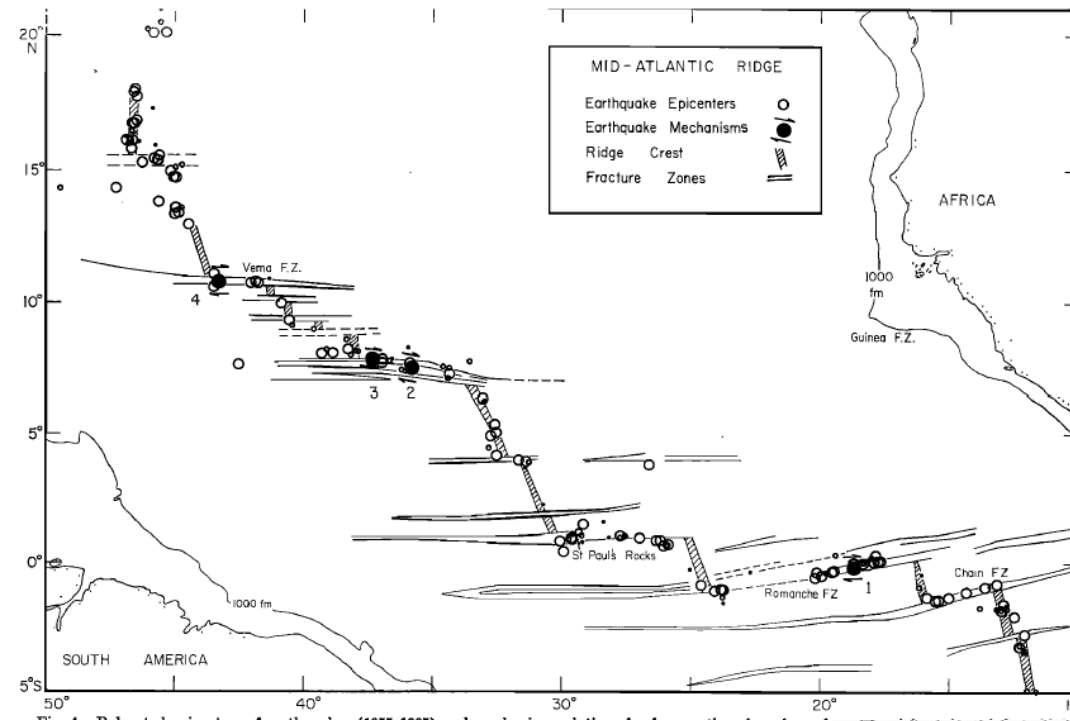 20°
N
15°
10°
5°
0°
5°S
50°
40°
30°
20°
MID-ATLANTIC RIDGE
Earthquake Epicenters
Earthquake Mechanisms
Ridge Crest
Fracture Zones
AFRICA
1000
fm
Guinea F.Z.
Vema F.Z.
4
3
2
St Paul's Rocks
Romanche FZ
1
Chain FZ
1000 fm
SOUTH AMERICA